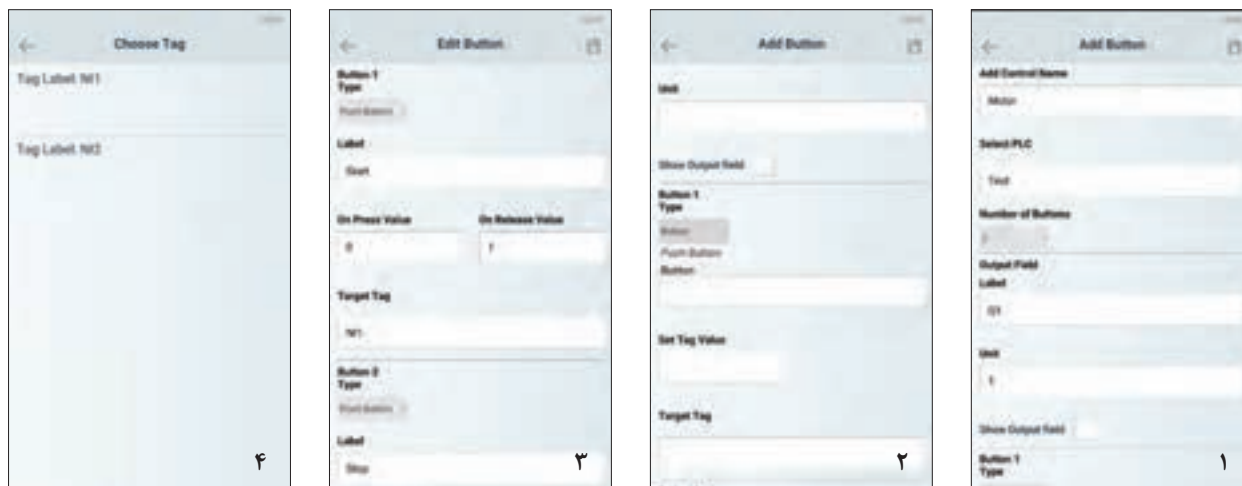 Add Button
Add Control Name
Motor
Select PLC
Test
Number of Buttons
Output Field
Label
Q1
Unit
1
Show Output field
Button 1
Type
۱
Add Button
Unit
Show Output field
Button 1
Type
Button
Push Button
Button
Set Tag Value
Target Tag
۲
Edit Button
Button 1
Type
Push Button
Label
Start
On Press Value
On Release Value
0
1
Target Tag
NI1
Button 2
Type
Push Button
Label
Stop
۳
Choose Tag
Tag Label: NI1
Tag Label: NI2
۴